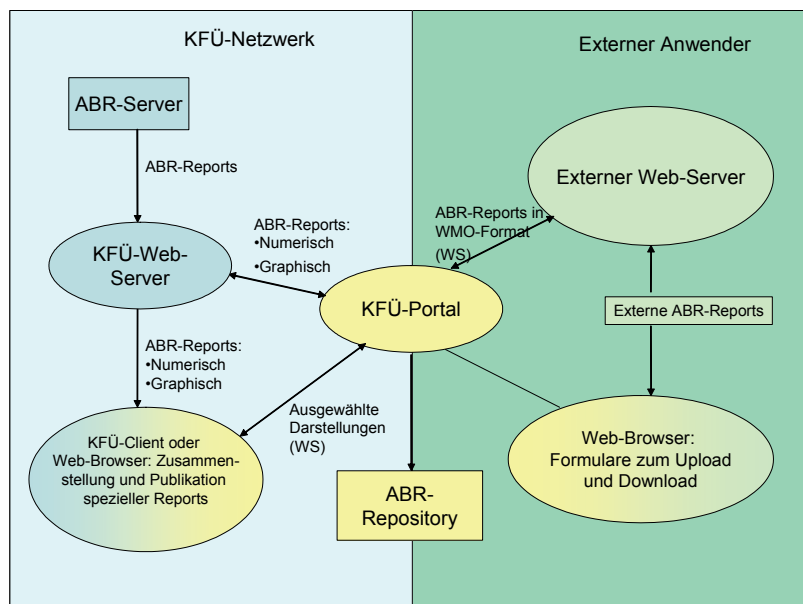 KFÜ-Netzwerk
Externer Anwender
ABR-Server
ABR-Reports
Externer Web-Server
ABR-Reports:
•Numerisch
•Graphisch
ABR-Reports in
WMO-Format
(WS)
KFÜ-Web-
Server
KFÜ-Portal
Externe ABR-Reports
ABR-Reports:
•Numerisch
•Graphisch
Ausgewählte
Darstellungen
(WS)
KFÜ-Client oder
Web-Browser: Zusammen-
stellung und Publikation
spezieller Reports
Web-Browser:
Formulare zum Upload
und Download
ABR-
Repository